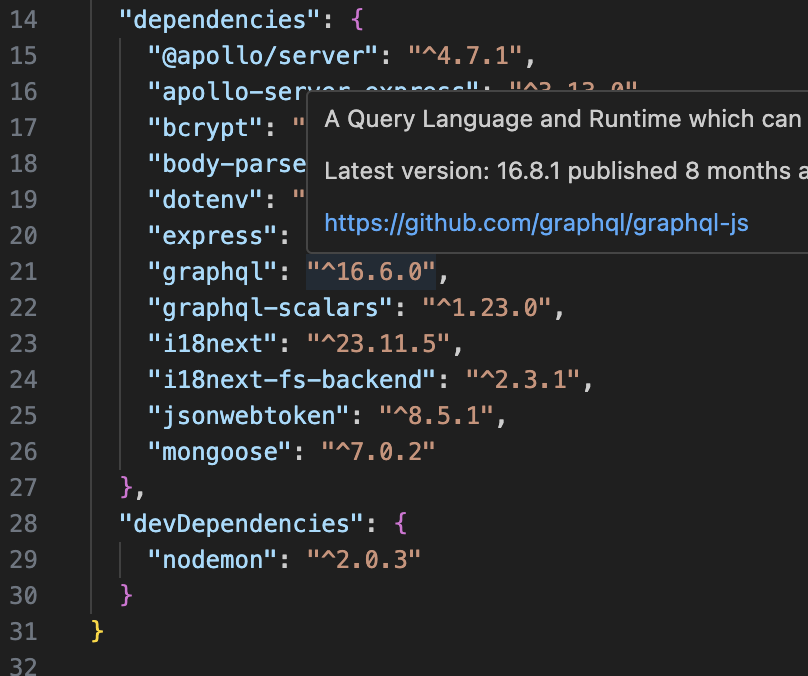 14 "dependencies": {
15 "@apollo/server": "^4.7.1",
16 "apollo-server-express": "^3.13.0"
A Query Language and Runtime which can
17 "bcrypt": "
Latest version: 16.8.1 published 8 months a
18 "body-parse
19 "dotenv": "
https://github.com/graphql/graphql-js
20 "express":
21 "graphql": "^16.6.0",
22 "graphql-scalars": "^1.23.0",
23 "i18next": "^23.11.5",
24 "i18next-fs-backend": "^2.3.1",
25 "jsonwebtoken": "^8.5.1",
26 "mongoose": "^7.0.2"
27 },
28 "devDependencies": {
29 "nodemon": "^2.0.3"
30 }
31 }
32